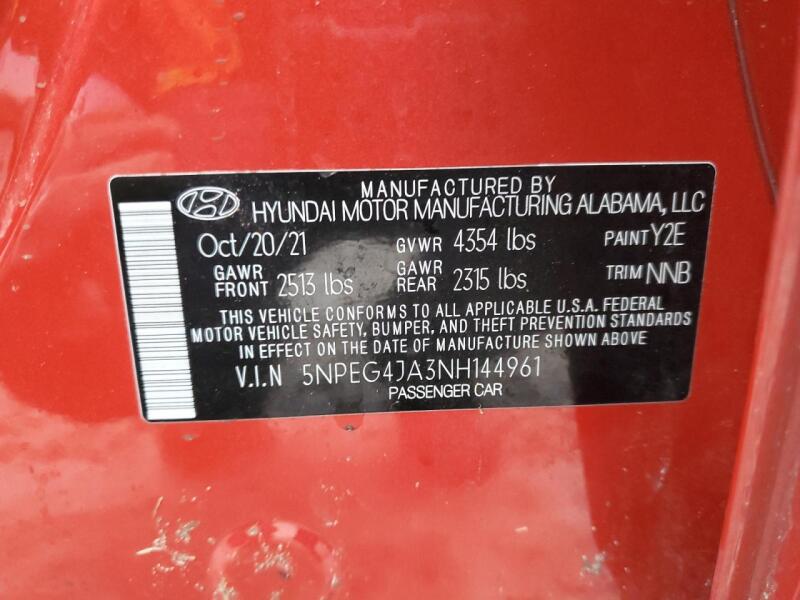 MANUFACTURED BY
HYUNDAI MOTOR MANUFACTURING ALABAMA, LLC
Oct/20/21 GVWR 4354 lbs PAINT Y2E
GAWR FRONT 2513 lbs GAWR REAR 2315 lbs TRIM NNB
THIS VEHICLE CONFORMS TO ALL APPLICABLE U.S.A. FEDERAL
MOTOR VEHICLE SAFETY, BUMPER, AND THEFT PREVENTION STANDARDS
IN EFFECT ON THE DATE OF MANUFACTURE SHOWN ABOVE
V.I.N 5NPEG4JA3NH144961
PASSENGER CAR